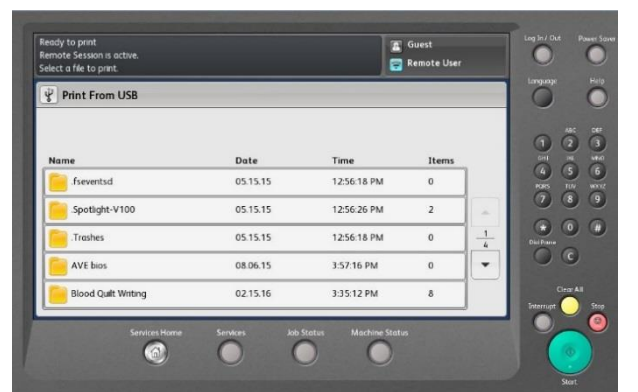 Ready to print
Remote Session is active.
Select a file to print.
Guest
Remote User
Print From USB
Name Date Time Items
.fseventsd 05.15.15 12:56:18 PM 0
.Spotlight-V100 05.15.15 12:56:26 PM 2
.Trashes 05.15.15 12:56:18 PM 0
AVE bios 08.06.15 3:57:16 PM 0
Blood Quilt Writing 02.15.16 3:35:12 PM 8
1
4
Services Home Services Job Status Machine Status
Log In / Out Power Saver
Language Help
ABC DEF
1 2 3
GHI JKL MNO
4 5 6
PQRS TUV WXYZ
7 8 9
* 0 #
Dial Pause
C
Clear All
Interrupt Stop
Start